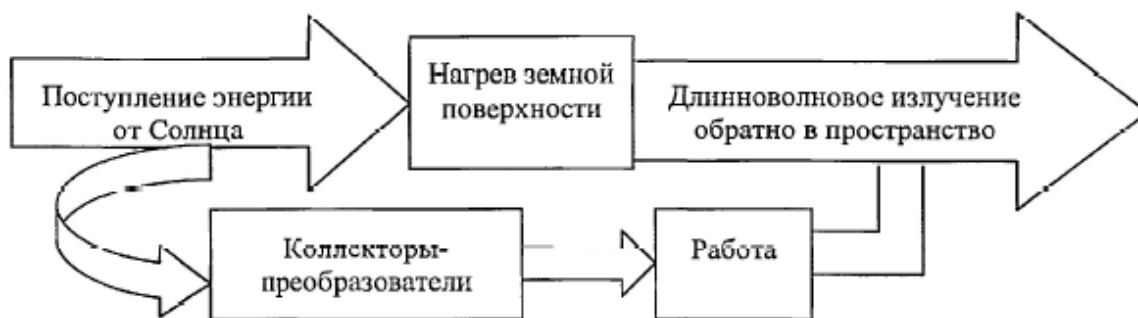 Поступление энергии
от Солнца
Нагрев земной
поверхности
Длинноволновое излучение
обратно в пространство
Коллекторы-
преобразователи
Работа